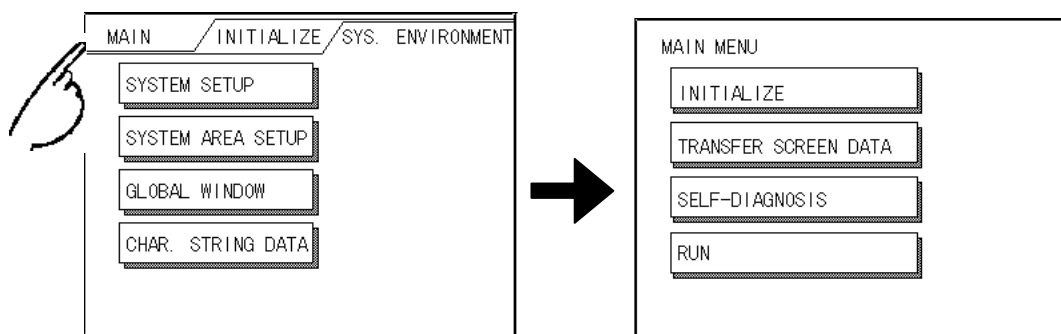 MAIN INITIALIZE SYS. ENVIRONMENT
SYSTEM SETUP
SYSTEM AREA SETUP
GLOBAL WINDOW
CHAR. STRING DATA
MAIN MENU
INITIALIZE
TRANSFER SCREEN DATA
SELF-DIAGNOSIS
RUN